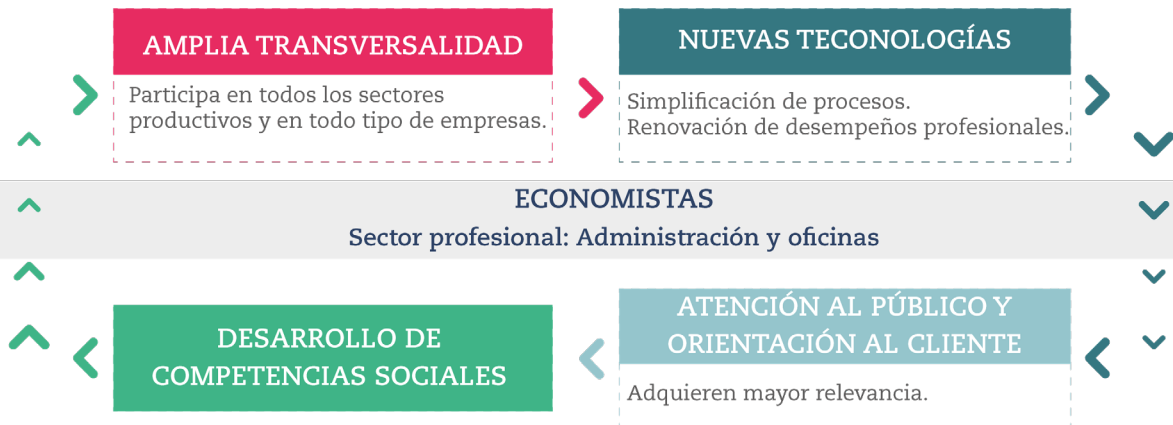 AMPLIA TRANSVERSALIDAD
Participa en todos los sectores
productivos y en todo tipo de empresas.
NUEVAS TECONOLOGÍAS
Simplificación de procesos.
Renovación de desempeños profesionales.
ECONOMISTAS
Sector profesional: Administración y oficinas
DESARROLLO DE
COMPETENCIAS SOCIALES
ATENCIÓN AL PÚBLICO Y
ORIENTACIÓN AL CLIENTE
Adquieren mayor relevancia.